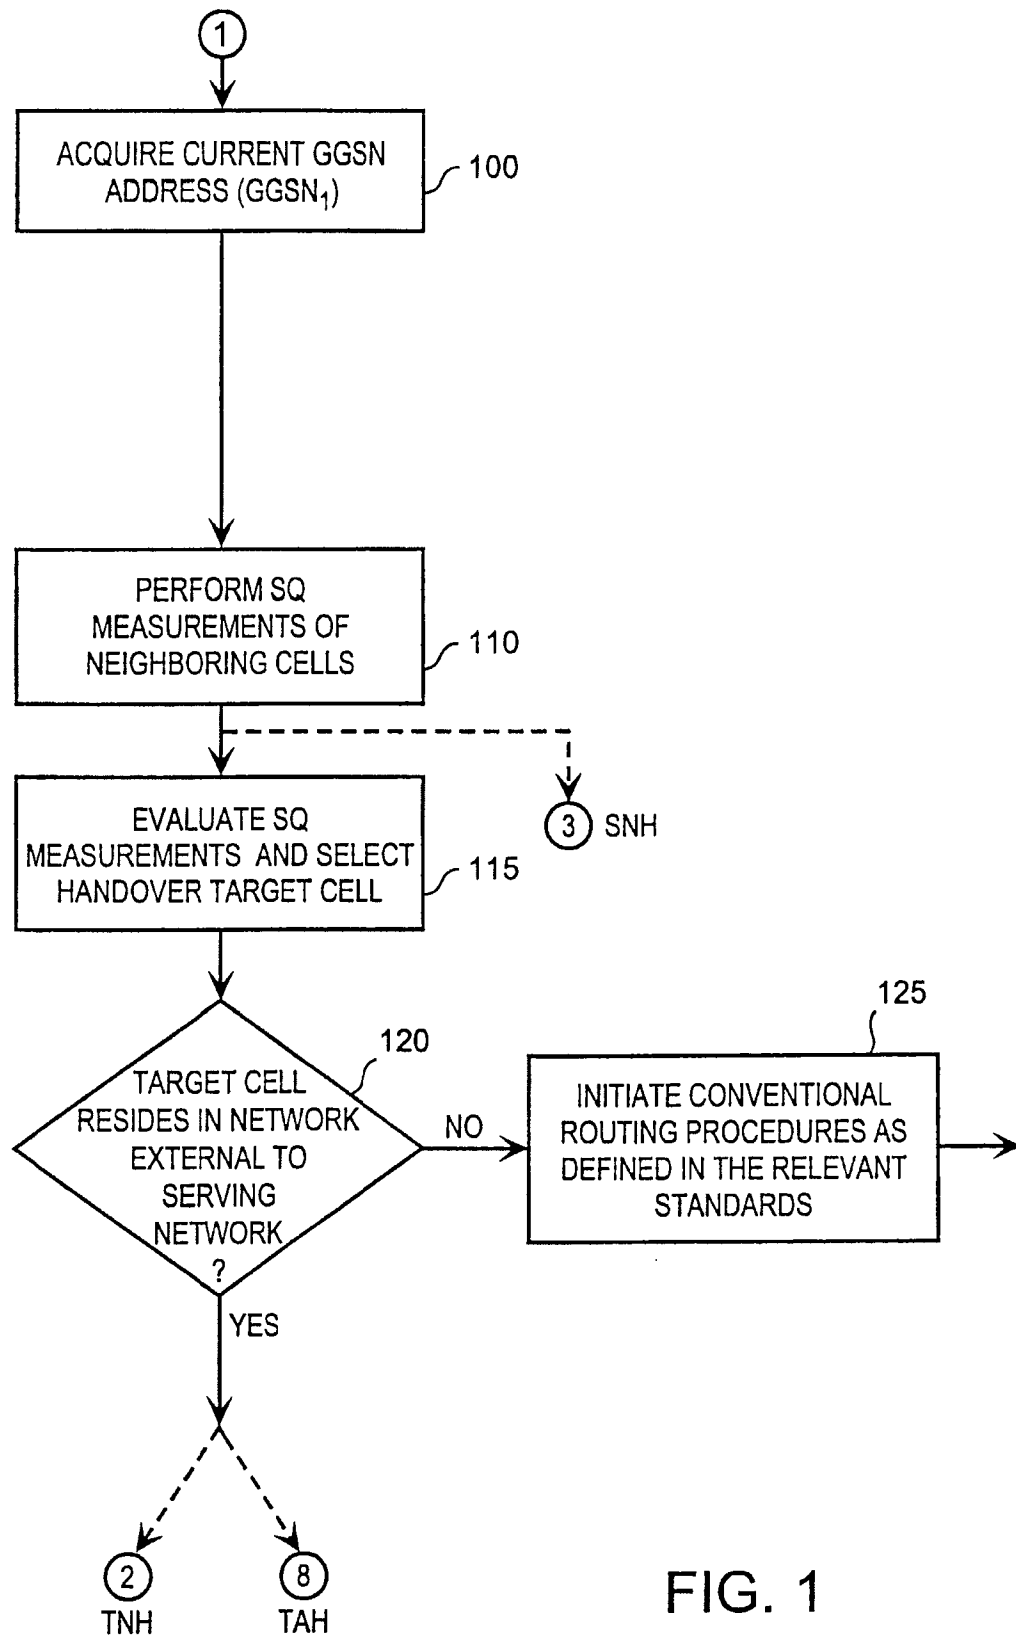 1
ACQUIRE CURRENT GGSN
ADDRESS (GGSN₁)
100
PERFORM SQ
MEASUREMENTS OF
NEIGHBORING CELLS
110
3 SNH
EVALUATE SQ
MEASUREMENTS AND SELECT
HANDOVER TARGET CELL
115
120
TARGET CELL
RESIDES IN NETWORK
EXTERNAL TO
SERVING
NETWORK
?
NO
125
INITIATE CONVENTIONAL
ROUTING PROCEDURES AS
DEFINED IN THE RELEVANT
STANDARDS
YES
2
TNH
8
TAH
FIG. 1